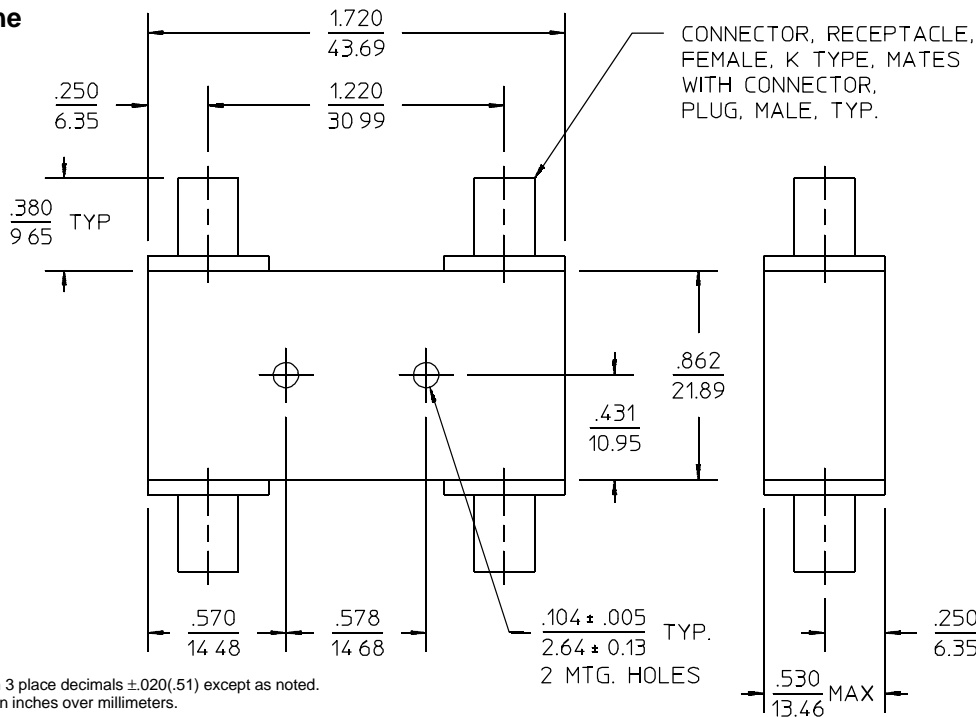 1.720
43.69
CONNECTOR, RECEPTACLE,
FEMALE, K TYPE, MATES
WITH CONNECTOR,
PLUG, MALE, TYP.
.250
6.35
1.220
30 99
.380
9 65
TYP
.862
21.89
.431
10.95
.570
14 48
.578
14 68
.104 ± .005
2.64 ± 0.13
TYP.
2 MTG. HOLES
.250
6.35
.530
13.46
MAX
3 place decimals ±.020(.51) except as noted.
n inches over millimeters.